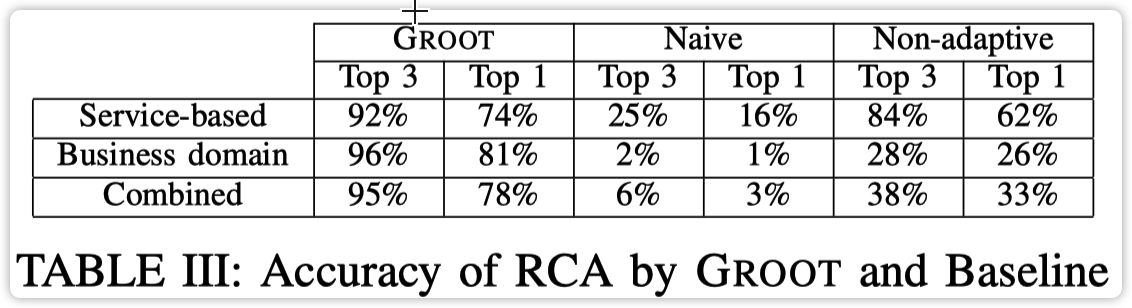 GROOT Naive Non-adaptive
Top 3 Top 1 Top 3 Top 1 Top 3 Top 1
Service-based 92% 74% 25% 16% 84% 62%
Business domain 96% 81% 2% 1% 28% 26%
Combined 95% 78% 6% 3% 38% 33%
TABLE III: Accuracy of RCA by GROOT and Baseline